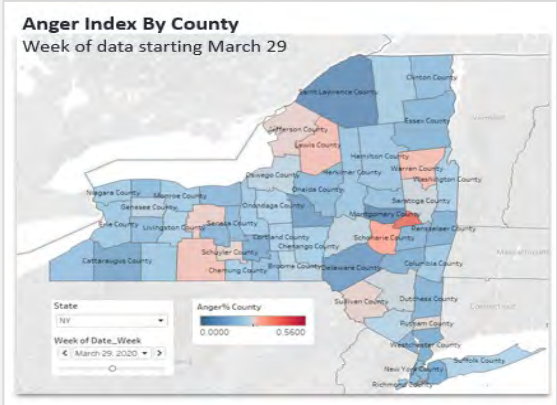 Anger Index By County
Week of data starting March 29
Clinton County
Saint Lawrence County
Essex County
Vermont
Jefferson County
Lewis County
Hamilton County
Warren County
Washington County
Oswego County
Herkimer County
Oneida County
Niagara County
Monroe County
Saratoga County
Genesee County
Onondaga County
Montgomery County
Erie County
Livingston County
Seneca County
Rensselaer County
Cortland County
Schoharie County
Chenango County
Massachusetts
Schuyler County
Cattaraugus County
Chemung County
Broome County
Delaware County
Columbia County
Sullivan County
Dutchess County
Connecticut
Putnam County
Westchester County
Suffolk County
New York County
Richmond County
State
NY
Anger% County
0.0000
0.5600
Week of Date_Week
March 29, 2020